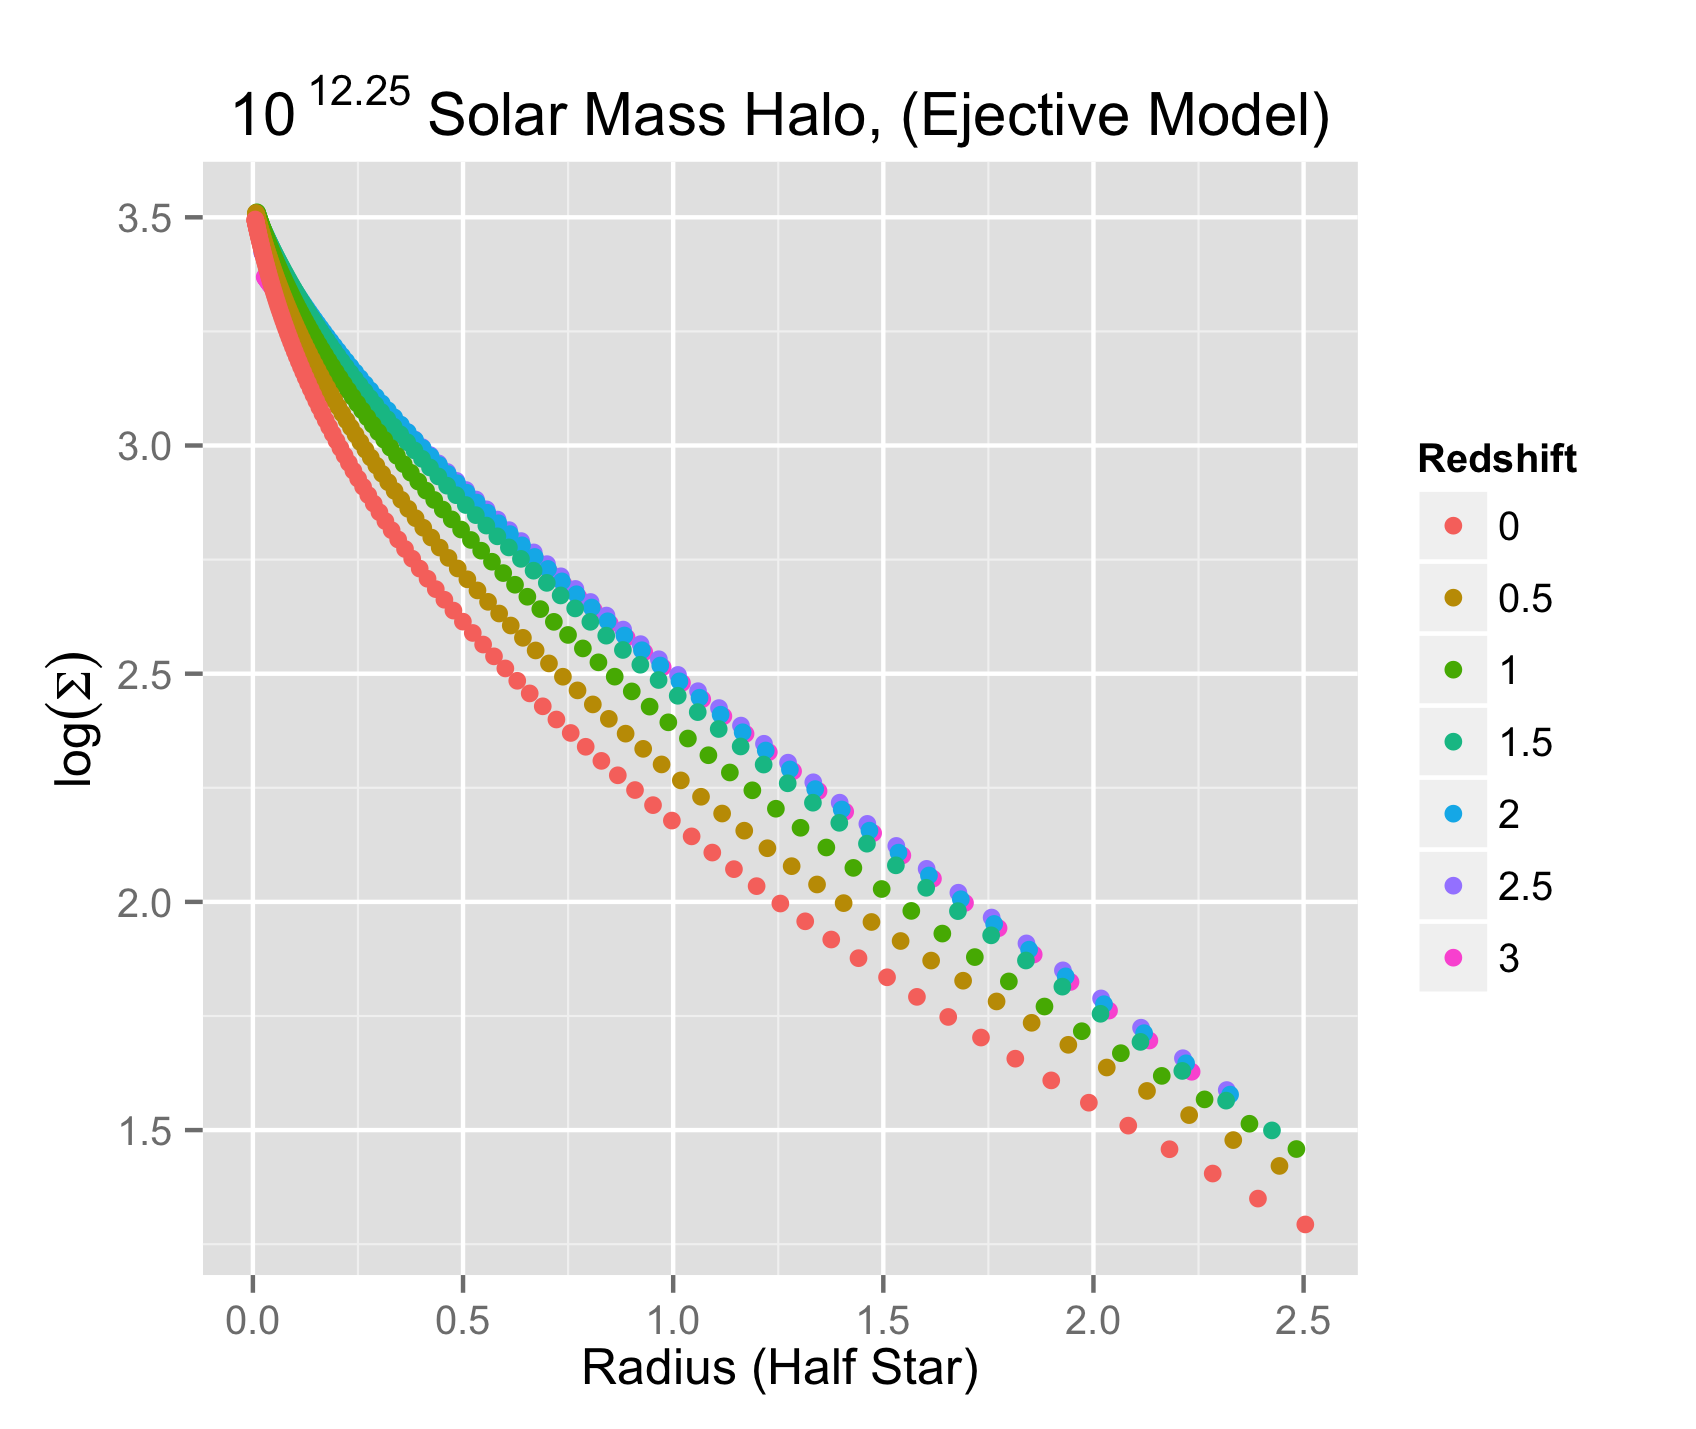 10 12.25 Solar Mass Halo, (Ejective Model)
3.5
3.0
2.5
2.0
1.5
log(Σ)
0.0 0.5 1.0 1.5 2.0 2.5
Radius (Half Star)
Redshift
0
0.5
1
1.5
2
2.5
3